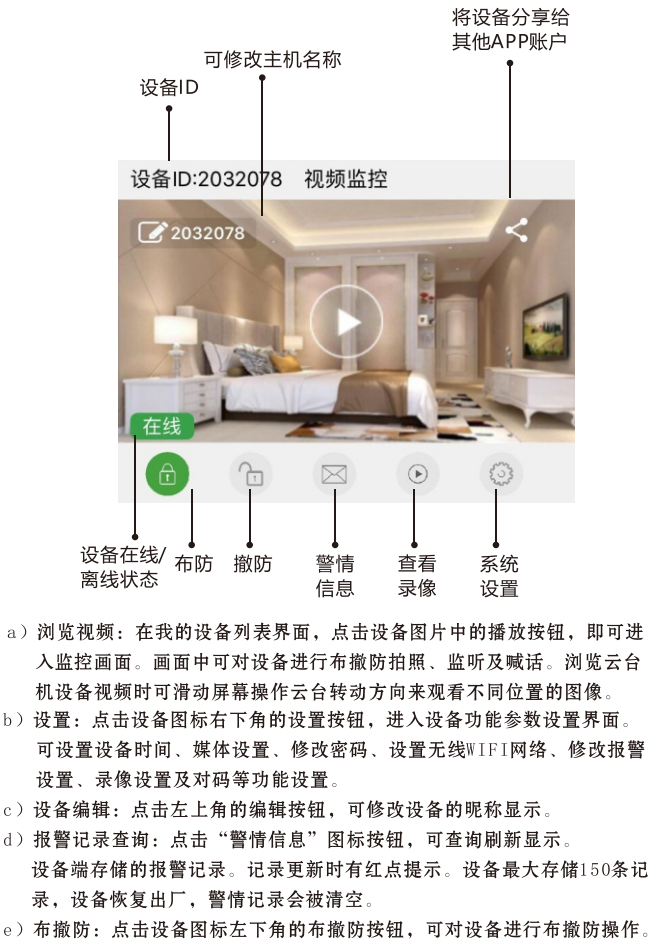 将设备分享给
其他APP账户
可修改主机名称
设备ID
设备ID:2032078 视频监控
2032078
在线
设备在线/
离线状态
布防
撤防
警情
信息
查看
录像
系统
设置
a）浏览视频：在我的设备列表界面，点击设备图片中的播放按钮，即可进
入监控画面。画面中可对设备进行布撤防拍照、监听及喊话。浏览云台
机设备视频时可滑动屏幕操作云台转动方向来观看不同位置的图像。
b）设置：点击设备图标右下角的设置按钮，进入设备功能参数设置界面。
可设置设备时间、媒体设置、修改密码、设置无线WIFI网络、修改报警
设置、录像设置及对码等功能设置。
c）设备编辑：点击左上角的编辑按钮，可修改设备的昵称显示。
d）报警记录查询：点击“警情信息”图标按钮，可查询刷新显示。
设备端存储的报警记录。记录更新时有红点提示。设备最大存储150条记
录，设备恢复出厂，警情记录会被清空。
e）布撤防：点击设备图标左下角的布撤防按钮，可对设备进行布撤防操作。